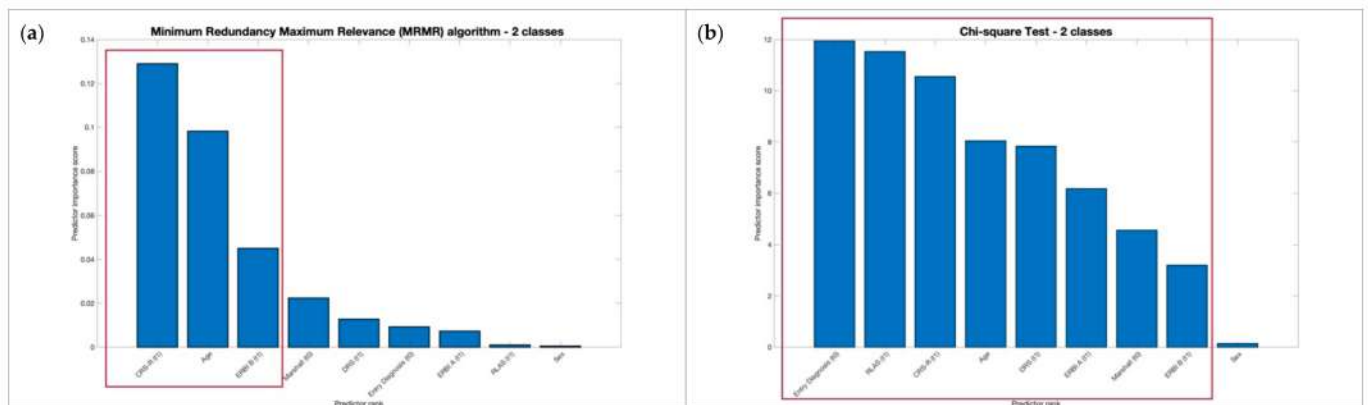 (a)
Minimum Redundancy Maximum Relevance (MRMR) algorithm - 2 classes
0.14
0.12
0.1
0.08
0.06
0.04
0.02
0
Predictor importance score
CRS-R (t1)
Age
ERBI B (t1)
Marshall (t0)
DRS (t1)
Entry Diagnosis (t0)
ERBI A (t1)
RLAS (t1)
Sex
Predictor rank
(b)
Chi-square Test - 2 classes
12
10
8
6
4
2
0
Predictor importance score
Entry Diagnosis (t0)
RLAS (t1)
CRS-R (t1)
Age
DRS (t1)
ERBI A (t1)
Marshall (t0)
ERBI B (t1)
Sex
Predictor rank